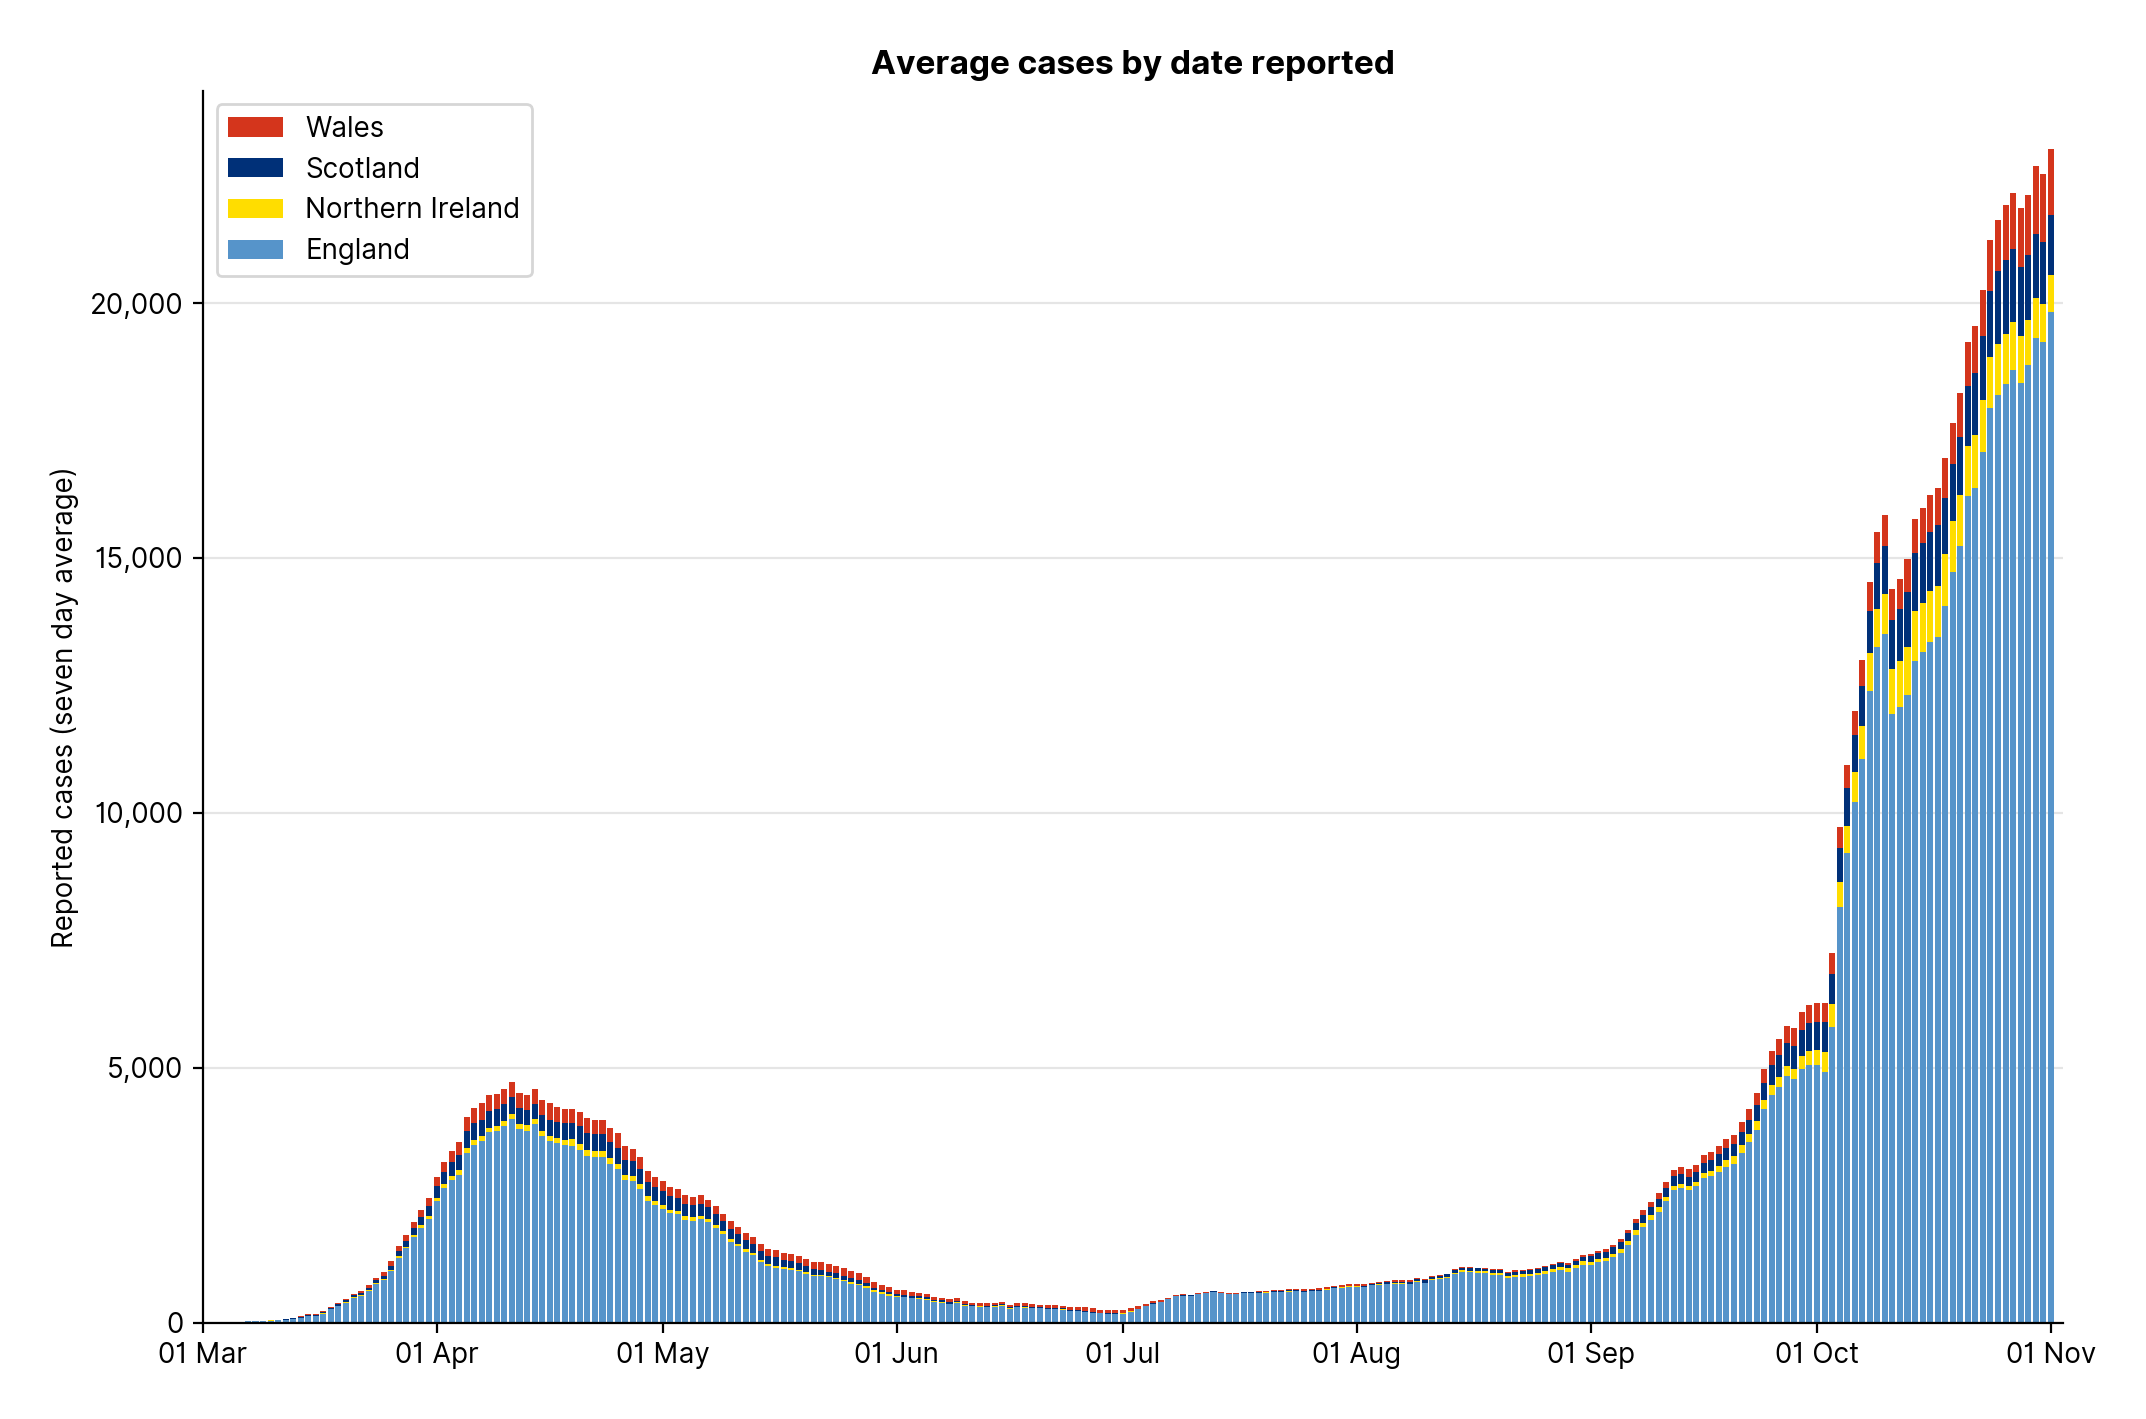 Average cases by date reported
Wales
Scotland
Northern Ireland
England
Reported cases (seven day average)
20,000
15,000
10,000
5,000
0
01 Mar
01 Apr
01 May
01 Jun
01 Jul
01 Aug
01 Sep
01 Oct
01 Nov